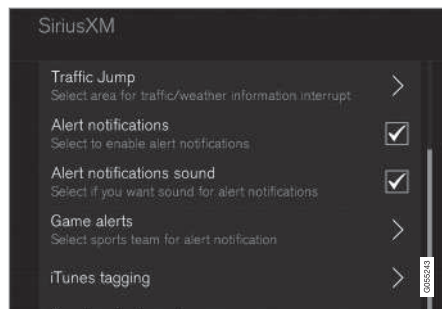 SiriusXM
Traffic Jump
Select area for traffic/weather information interrupt
Alert notifications
Select to enable alert notifications
Alert notifications sound
Select if you want sound for alert notifications
Game alerts
Select sports team for alert notification
iTunes tagging
G055243